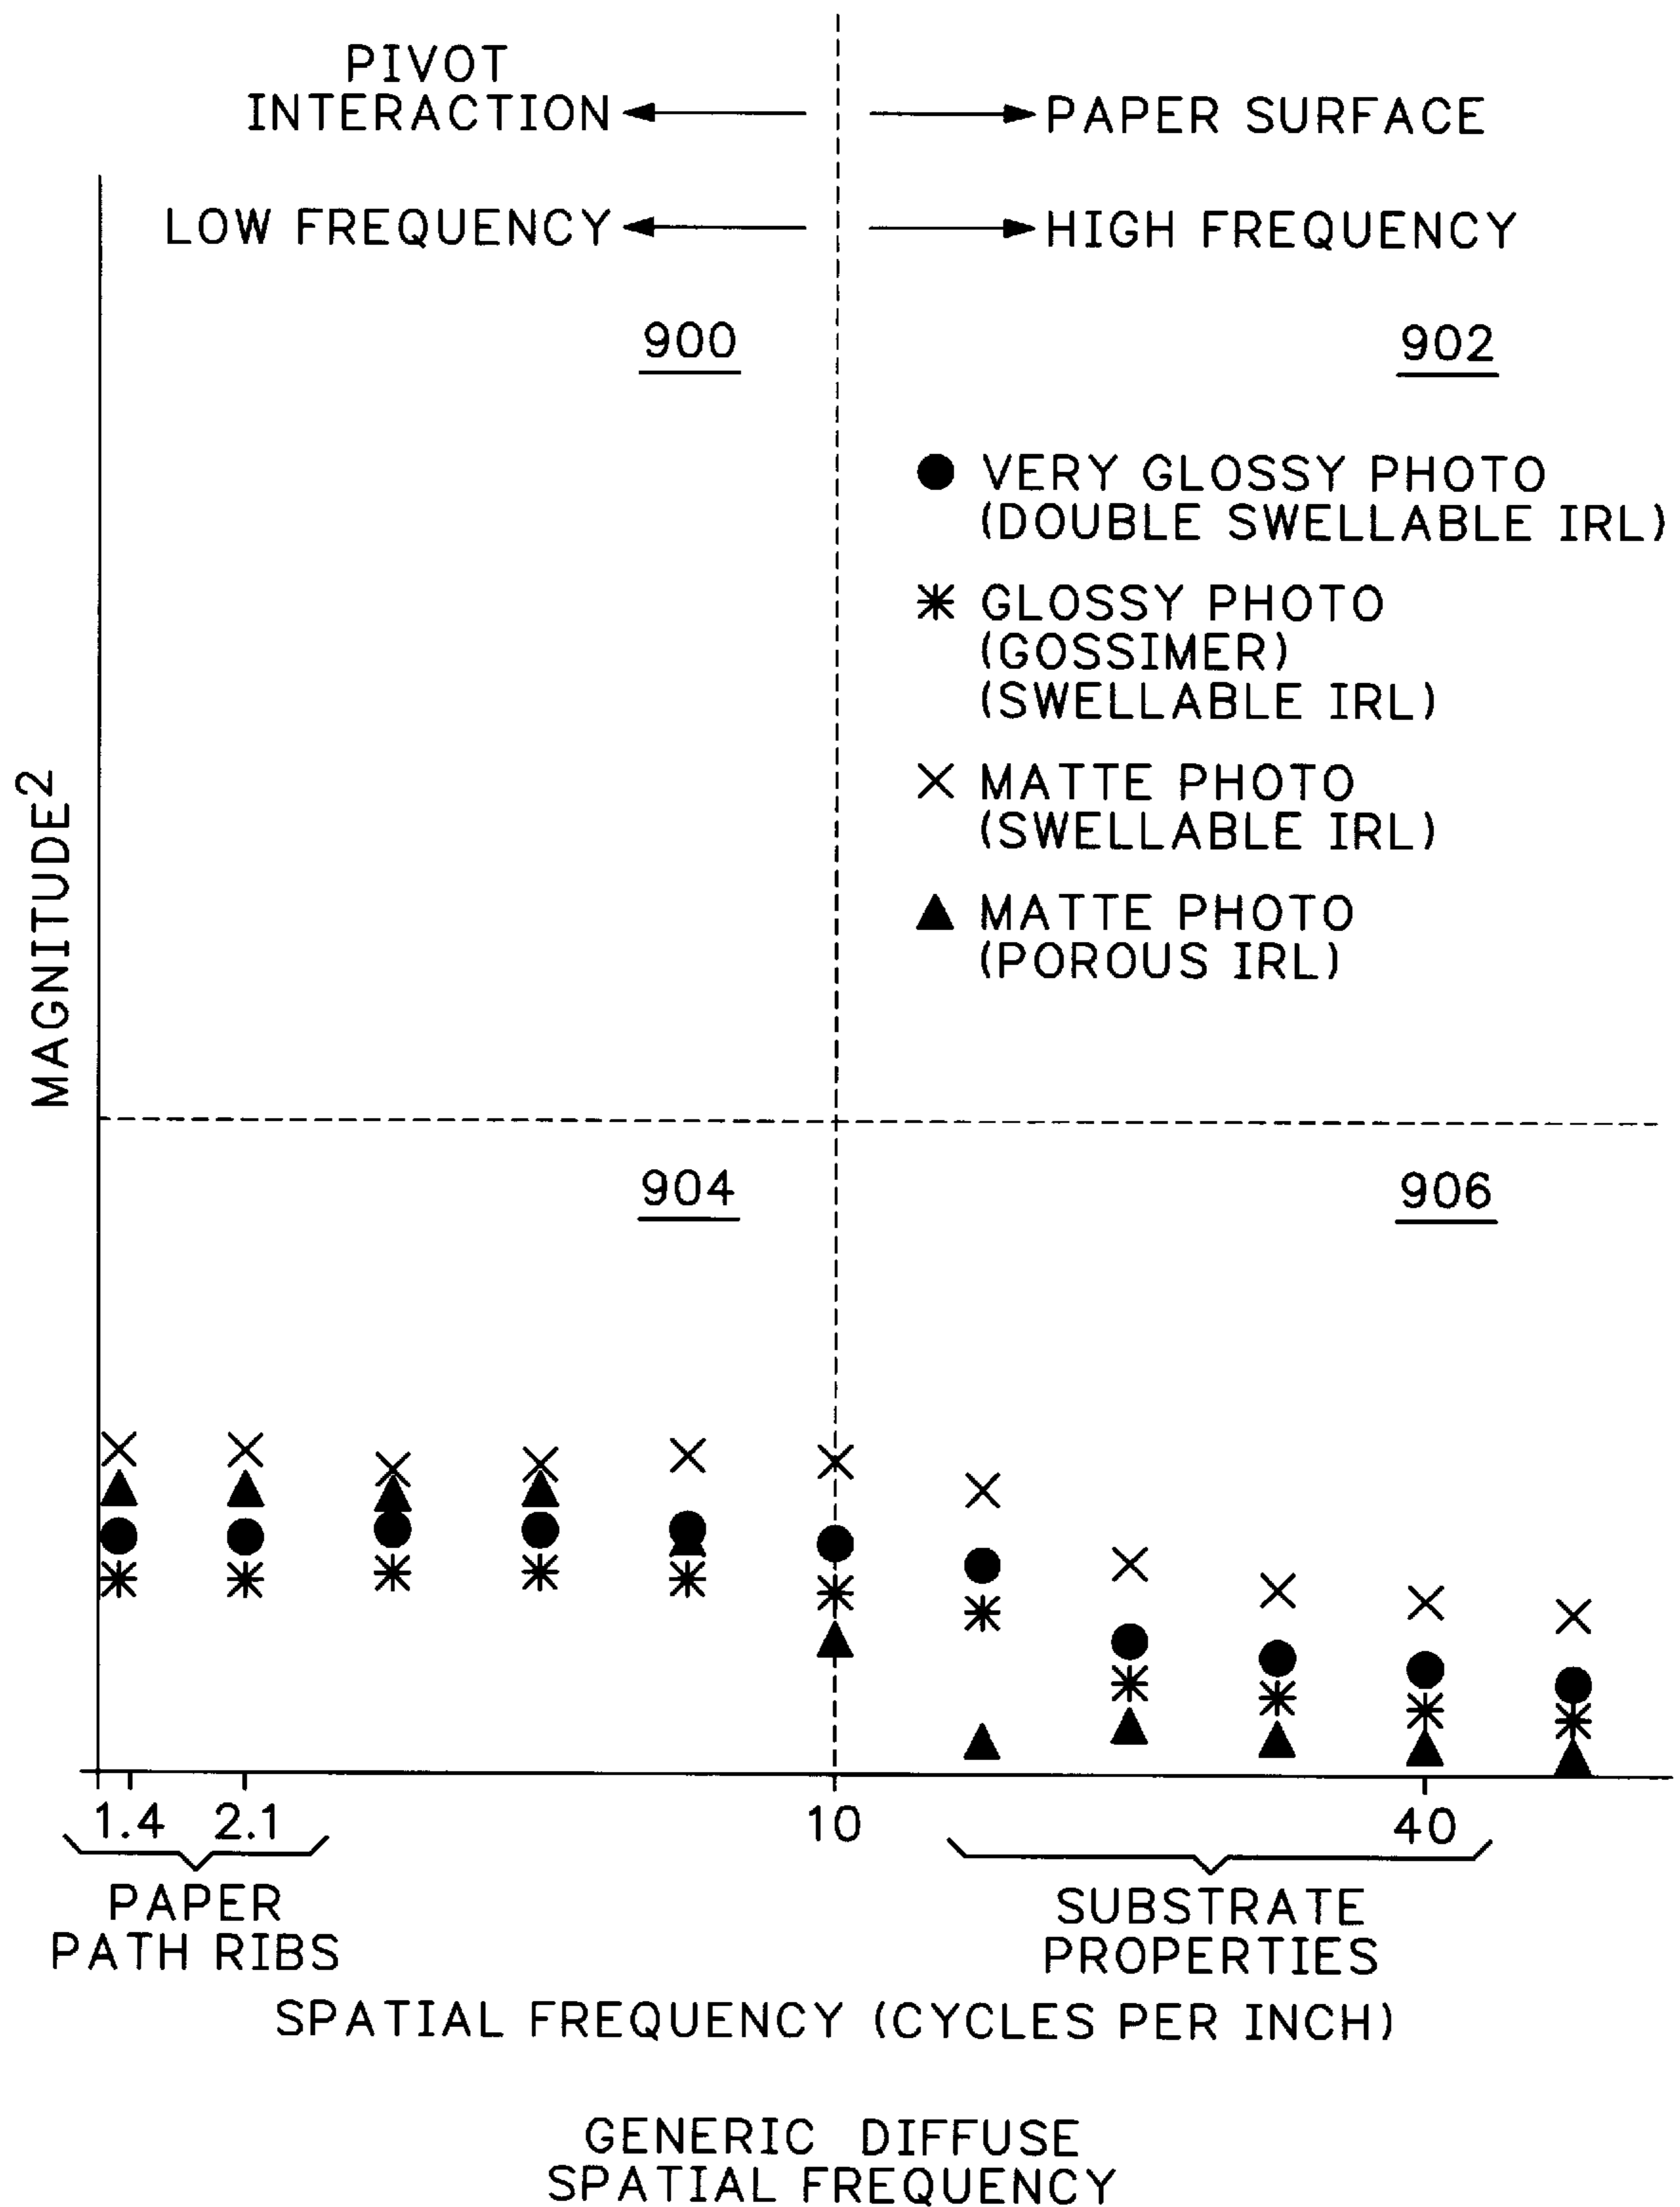 PIVOT
INTERACTION
PAPER SURFACE
LOW FREQUENCY
HIGH FREQUENCY
900
902
VERY GLOSSY PHOTO
(DOUBLE SWELLABLE IRL)
GLOSSY PHOTO
(GOSSIMER)
(SWELLABLE IRL)
MATTE PHOTO
(SWELLABLE IRL)
MATTE PHOTO
(POROUS IRL)
MAGNITUDE2
904
906
1.4 2.1 10 40
PAPER
PATH RIBS
SUBSTRATE
PROPERTIES
SPATIAL FREQUENCY (CYCLES PER INCH)
GENERIC DIFFUSE
SPATIAL FREQUENCY